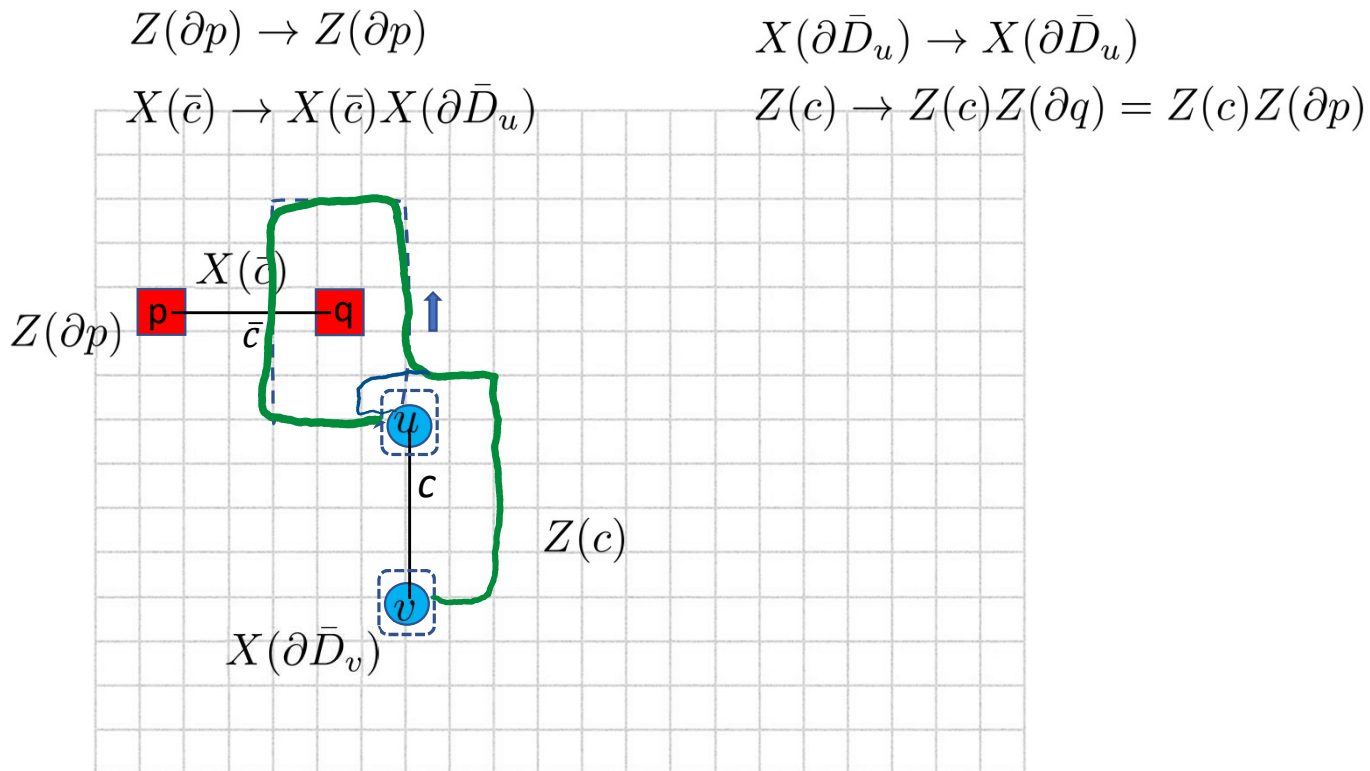 Z(∂p) → Z(∂p)
X(∂D̄_u) → X(∂D̄_u)
X(c̄) → X(c̄)X(∂D̄_u)
Z(c) → Z(c)Z(∂q) = Z(c)Z(∂p)
X(c̄)
p
q
Z(∂p)
c̄
u
c
Z(c)
v
X(∂D̄_v)